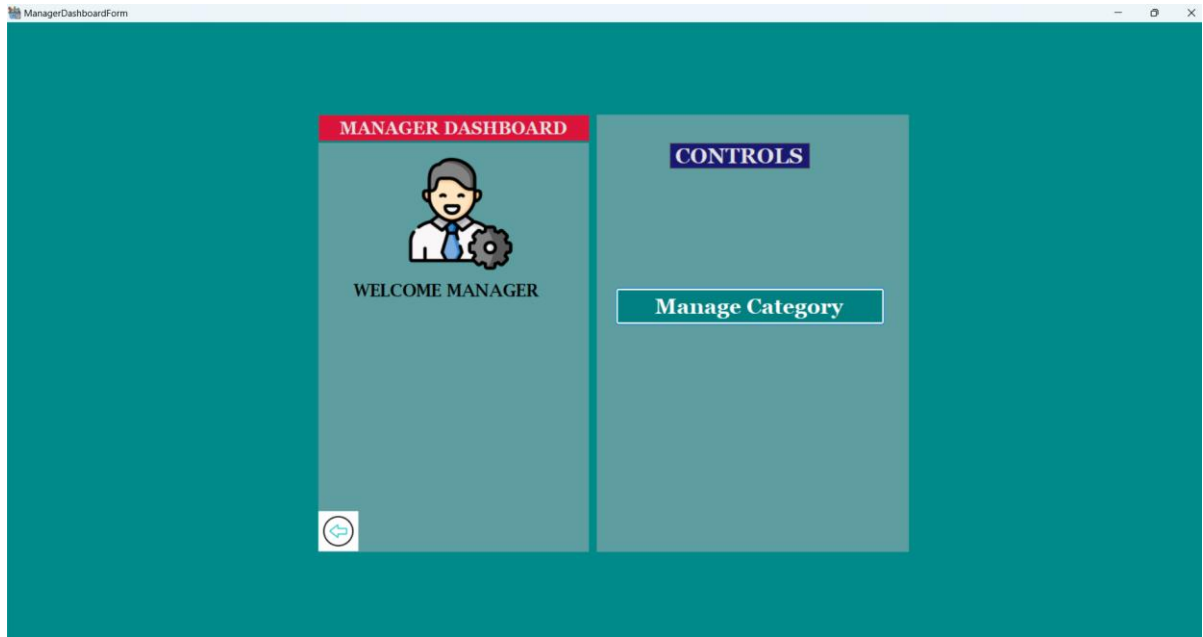 ManagerDashboardForm
MANAGER DASHBOARD
WELCOME MANAGER
CONTROLS
Manage Category